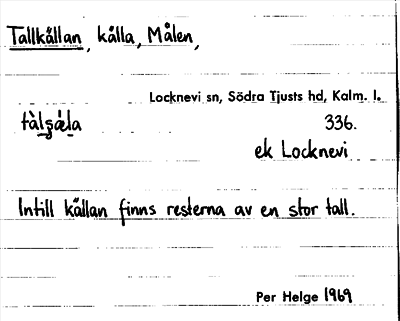 Tallkällan, källa, Målen,
Locknevi sn, Södra Tjusts hd, Kalm. l.
tàlʂǽla 336.
ek Locknevi
Intill källan finns resterna av en stor tall.
Per Helge 1969